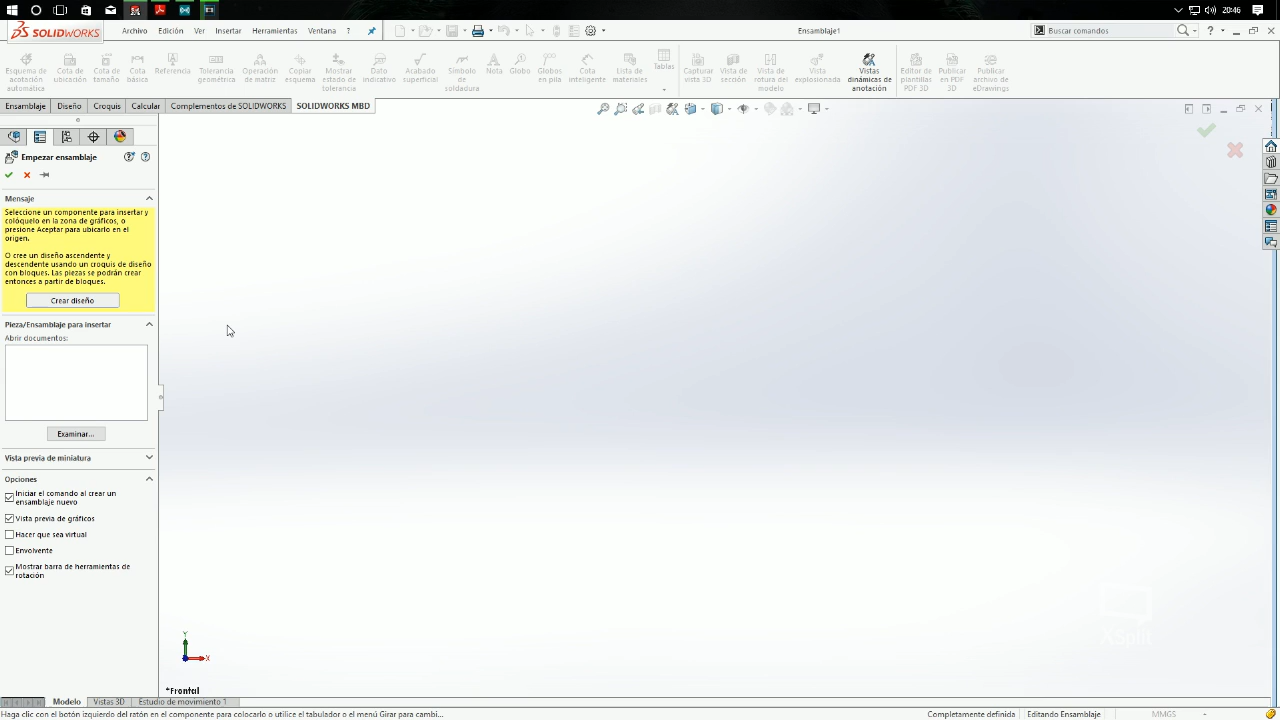 20:46
SOLIDWORKS
Archivo Edición Ver Insertar Herramientas Ventana ?
Ensamblaje1
Buscar comandos
Esquema de acotación automática
Cota de ubicación
Cota de tamaño
Cota básica
Referencia
Tolerancia geométrica
Operación de matriz
Copiar esquema
Mostrar estado de tolerancia
Dato indicativo
Acabado superficial
Símbolo de soldadura
Nota
Globo
Globos en pila
Cota inteligente
Lista de materiales
Tablas
Capturar vista 3D
Vista de sección
Vista de rotura del modelo
Vista explosionada
Vistas dinámicas de anotación
Editor de plantillas PDF 3D
Publicar en PDF 3D
Publicar archivo de eDrawings
Ensamblaje Diseño Croquis Calcular Complementos de SOLIDWORKS SOLIDWORKS MBD
Empezar ensamblaje
Mensaje
Seleccione un componente para insertar y
colóquelo en la zona de gráficos, o
presione Aceptar para ubicarlo en el
origen.
O cree un diseño ascendente y
descendente usando un croquis de diseño
con bloques. Las piezas se podrán crear
entonces a partir de bloques.
Crear diseño
Pieza/Ensamblaje para insertar
Abrir documentos:
Examinar...
Vista previa de miniatura
Opciones
Iniciar el comando al crear un
ensamblaje nuevo
Vista previa de gráficos
Hacer que sea virtual
Envolvente
Mostrar barra de herramientas de
rotación
XSplit
Y
X
*Frontal
Modelo Vistas 3D Estudio de movimiento 1
Haga clic con el botón izquierdo del ratón en el componente para colocarlo o utilice el tabulador o el menú Girar para cambi...
Completamente definida Editando Ensamblaje MMGS -